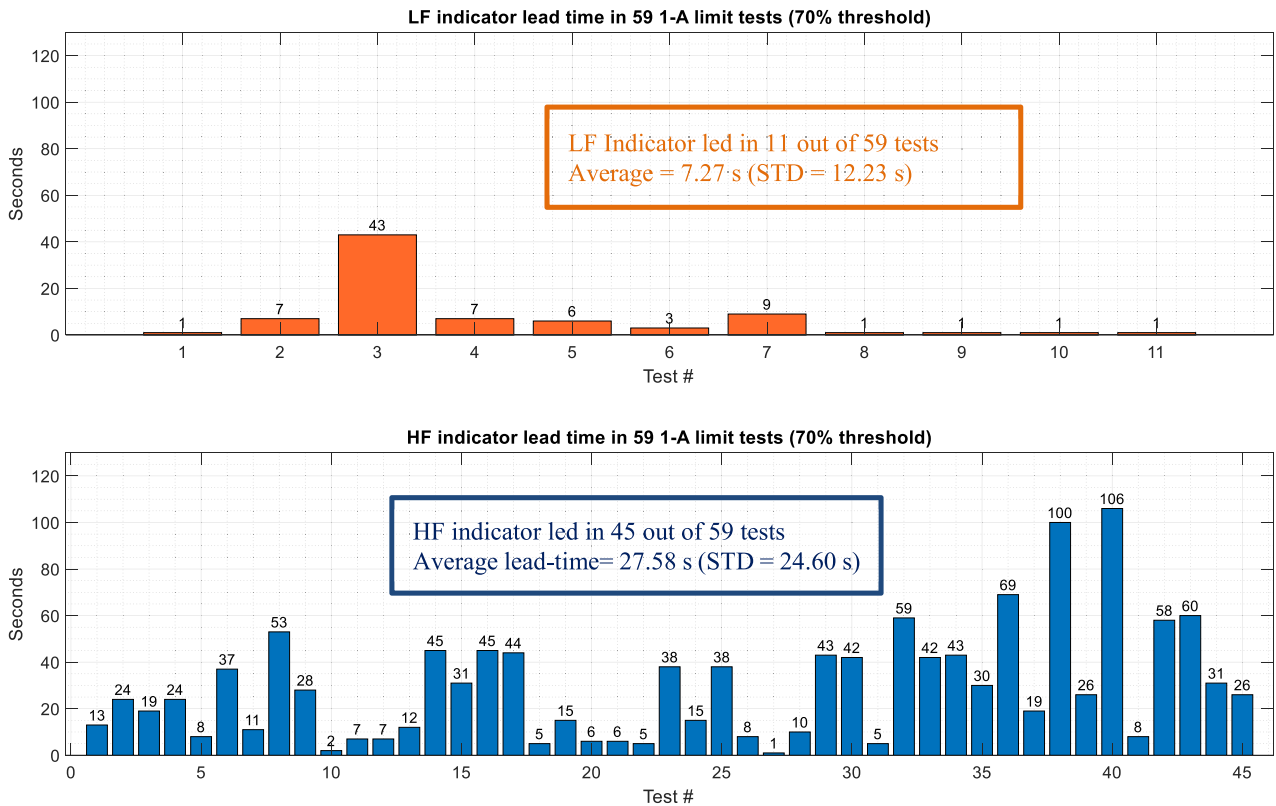 LF indicator lead time in 59 1-A limit tests (70% threshold)
120
100
80
60
40
20
0
Seconds
LF Indicator led in 11 out of 59 tests
Average = 7.27 s (STD = 12.23 s)
1 7 43 7 6 3 9 1 1 1 1
1 2 3 4 5 6 7 8 9 10 11
Test #
HF indicator lead time in 59 1-A limit tests (70% threshold)
120
100
80
60
40
20
0
Seconds
HF indicator led in 45 out of 59 tests
Average lead-time= 27.58 s (STD = 24.60 s)
13 24 19 24 8 37 11 53 28 2 7 7 12 45 31 45 44 5 15 6 6 5 38 15 38 8 1 10 43 42 5 59 42 43 30 69 19 100 26 106 8 58 60 31 26
0 5 10 15 20 25 30 35 40 45
Test #